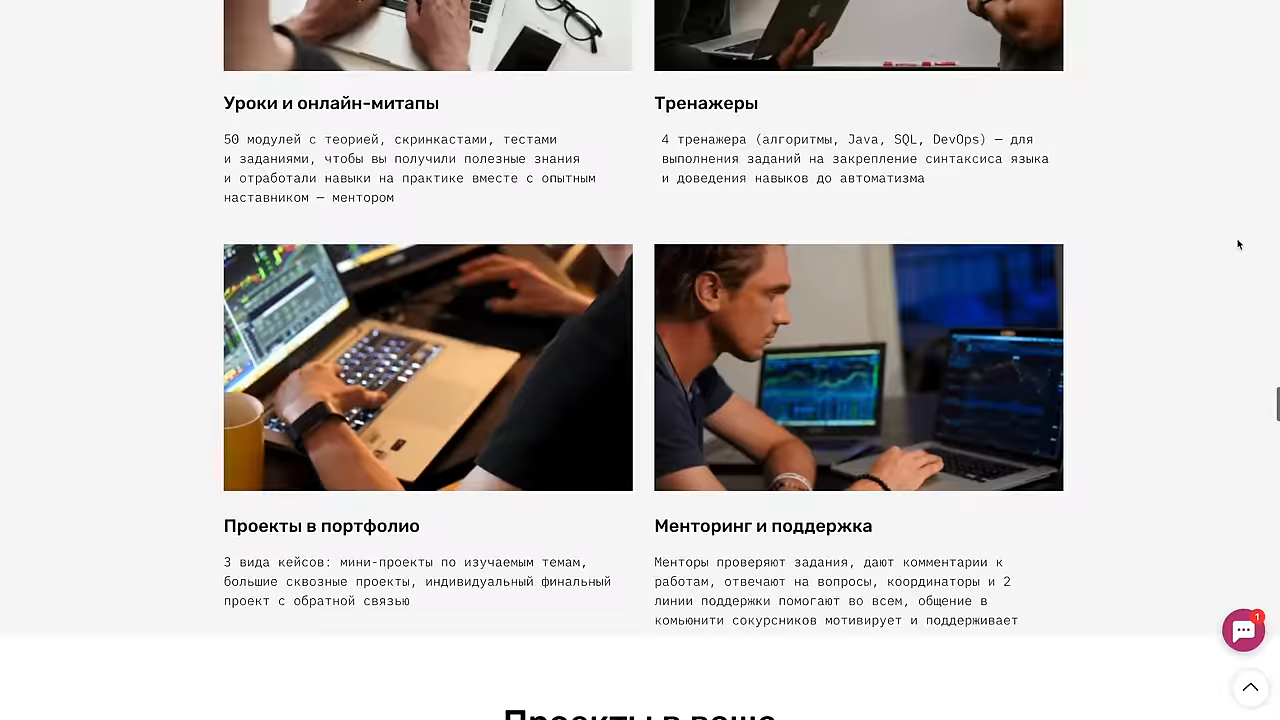 Уроки и онлайн-митапы
50 модулей с теорией, скринкастами, тестами
и заданиями, чтобы вы получили полезные знания
и отработали навыки на практике вместе с опытным
наставником — ментором
Тренажеры
4 тренажера (алгоритмы, Java, SQL, DevOps) — для
выполнения заданий на закрепление синтаксиса языка
и доведения навыков до автоматизма
Проекты в портфолио
3 вида кейсов: мини-проекты по изучаемым темам,
большие сквозные проекты, индивидуальный финальный
проект с обратной связью
Менторинг и поддержка
Менторы проверяют задания, дают комментарии к
работам, отвечают на вопросы, координаторы и 2
линии поддержки помогают во всем, общение в
комьюнити сокурсников мотивирует и поддерживает
1
Проекты в ваше